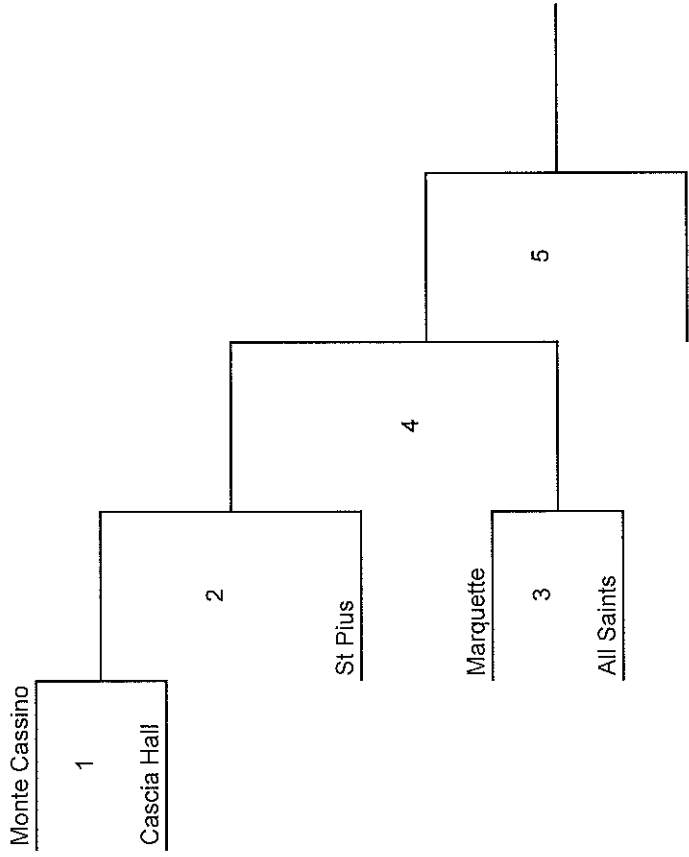 Monte Cassino
1
Cascia Hall
2
St Pius
Marquette
3
All Saints
4
5